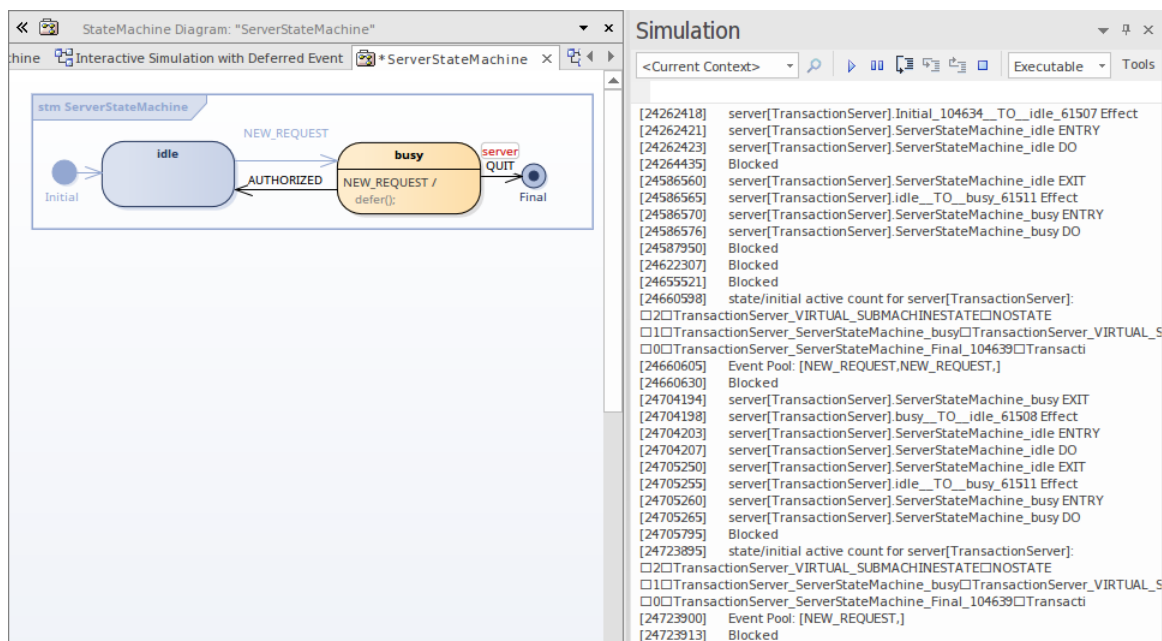 StateMachine Diagram: "ServerStateMachine"
hine Interactive Simulation with Deferred Event *ServerStateMachine
stm ServerStateMachine
NEW_REQUEST
idle
busy
server
QUIT
AUTHORIZED
NEW_REQUEST /
defer();
Initial
Final
Simulation
<Current Context> Executable Tools
[24262418] server[TransactionServer].Initial_104634__TO__idle_61507 Effect
[24262421] server[TransactionServer].ServerStateMachine_idle ENTRY
[24262423] server[TransactionServer].ServerStateMachine_idle DO
[24264435] Blocked
[24586560] server[TransactionServer].ServerStateMachine_idle EXIT
[24586565] server[TransactionServer].idle__TO__busy_61511 Effect
[24586570] server[TransactionServer].ServerStateMachine_busy ENTRY
[24586576] server[TransactionServer].ServerStateMachine_busy DO
[24587950] Blocked
[24622307] Blocked
[24655521] Blocked
[24660598] state/initial active count for server[TransactionServer]:
□2□TransactionServer_VIRTUAL_SUBMACHINESTATE□NOSTATE
□1□TransactionServer_ServerStateMachine_busy□TransactionServer_VIRTUAL_S
□0□TransactionServer_ServerStateMachine_Final_104639□Transacti
[24660605] Event Pool: [NEW_REQUEST,NEW_REQUEST,]
[24660630] Blocked
[24704194] server[TransactionServer].ServerStateMachine_busy EXIT
[24704198] server[TransactionServer].busy__TO__idle_61508 Effect
[24704203] server[TransactionServer].ServerStateMachine_idle ENTRY
[24704207] server[TransactionServer].ServerStateMachine_idle DO
[24705250] server[TransactionServer].ServerStateMachine_idle EXIT
[24705255] server[TransactionServer].idle__TO__busy_61511 Effect
[24705260] server[TransactionServer].ServerStateMachine_busy ENTRY
[24705265] server[TransactionServer].ServerStateMachine_busy DO
[24705795] Blocked
[24723895] state/initial active count for server[TransactionServer]:
□2□TransactionServer_VIRTUAL_SUBMACHINESTATE□NOSTATE
□1□TransactionServer_ServerStateMachine_busy□TransactionServer_VIRTUAL_S
□0□TransactionServer_ServerStateMachine_Final_104639□Transacti
[24723900] Event Pool: [NEW_REQUEST,]
[24723913] Blocked